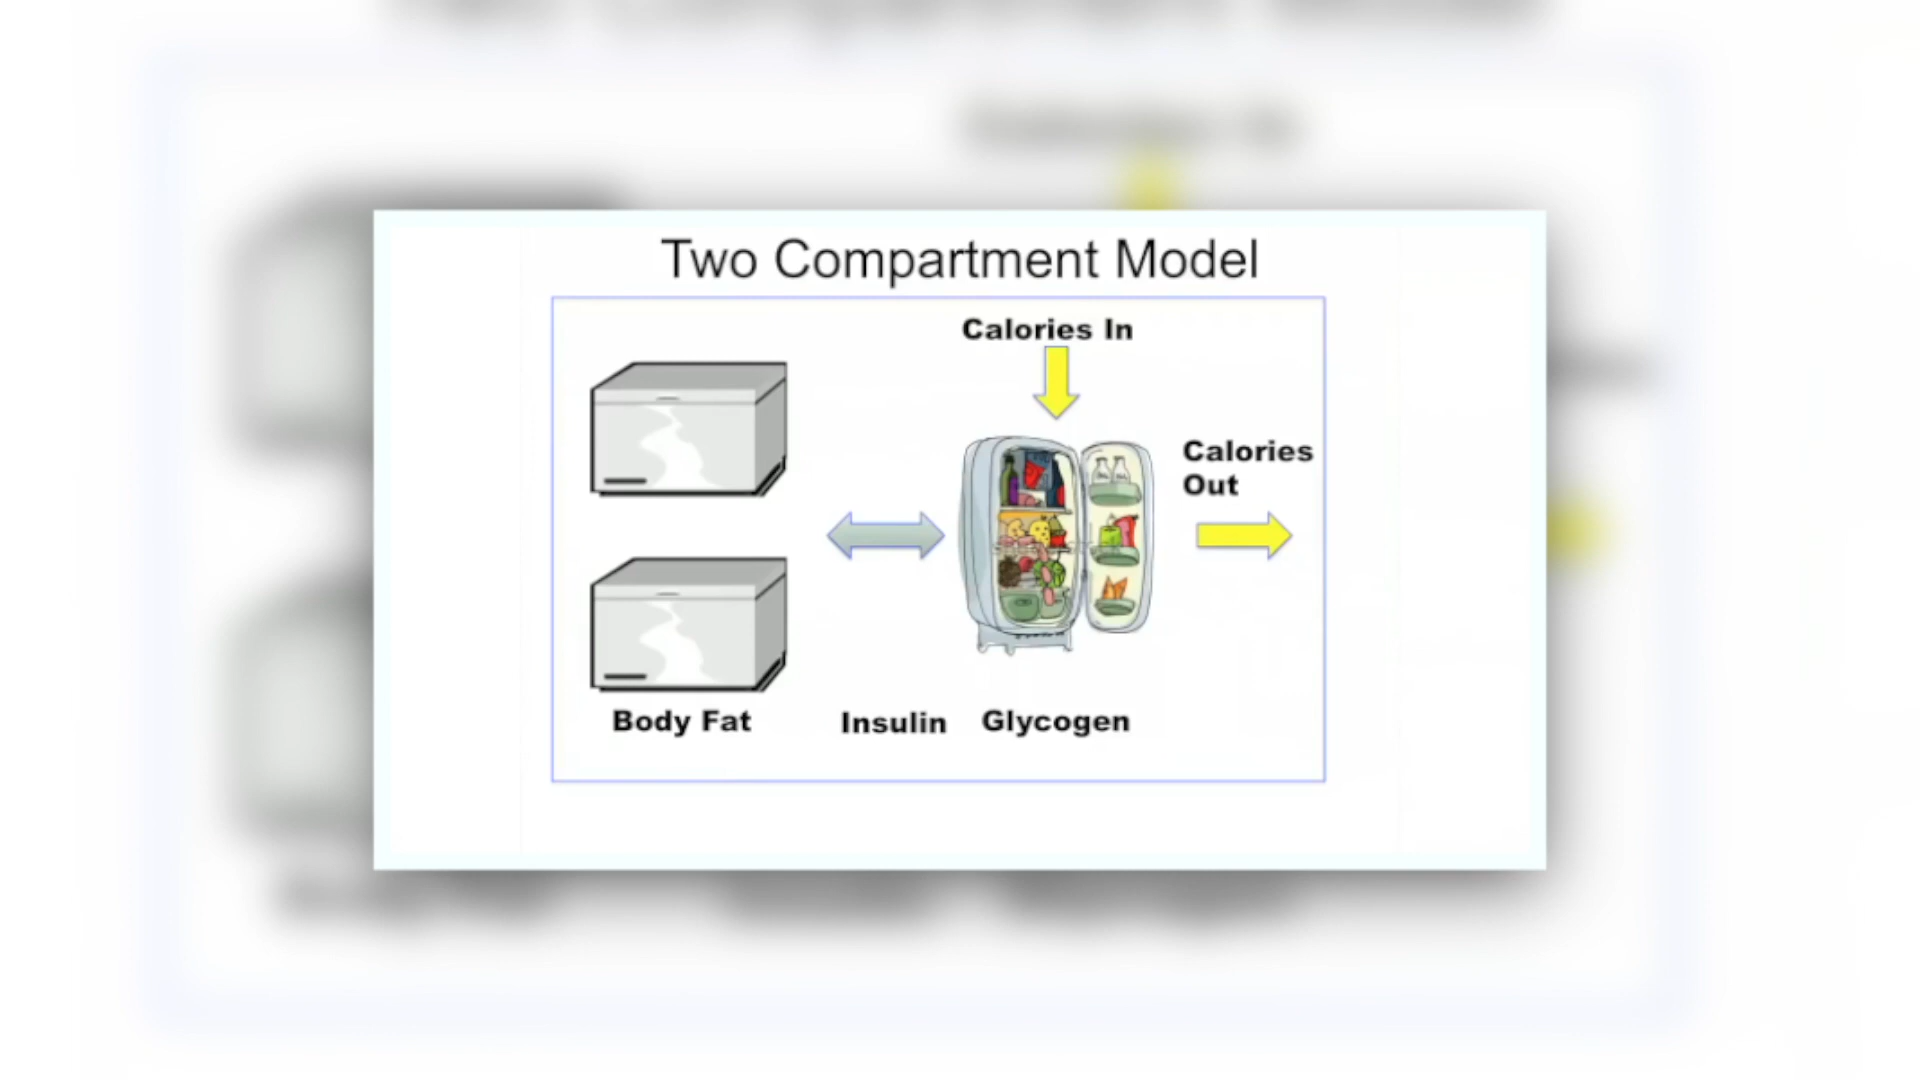 Two Compartment Model
Calories In
Calories
Out
Body Fat
Insulin
Glycogen